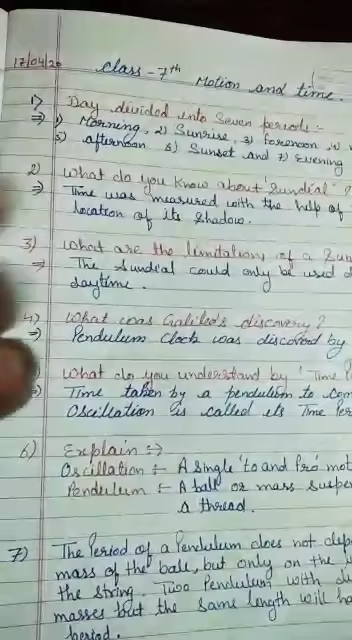 17/04/20
Class - 7th
Motion and time.
1) Day divided into Seven periods :-
⇒ 1) Morning, 2) Sunrise, 3) forenoon
5) afternoon 6) Sunset and 7) Evening
2) What do you know about Sundial ?
⇒ Time was measured with the help of
location of its shadow.
3) What are the limitations of a Sun
⇒ The Sundial could only be used
daytime.
4) What was Galileo's discovery?
⇒ Pendulum clock was discovered by
What do you understand by 'Time
Time taken by a pendulum to com
Oscillation is called its Time Per
6) Explain :->
Oscillation :- A single 'to and fro' mot
Pendulum :- A ball or mass suspen
a thread.
7) The Period of a Pendulum does not dep
mass of the ball, but only on the
the string. Two Pendulum with di
masses but the same length will ha
period.